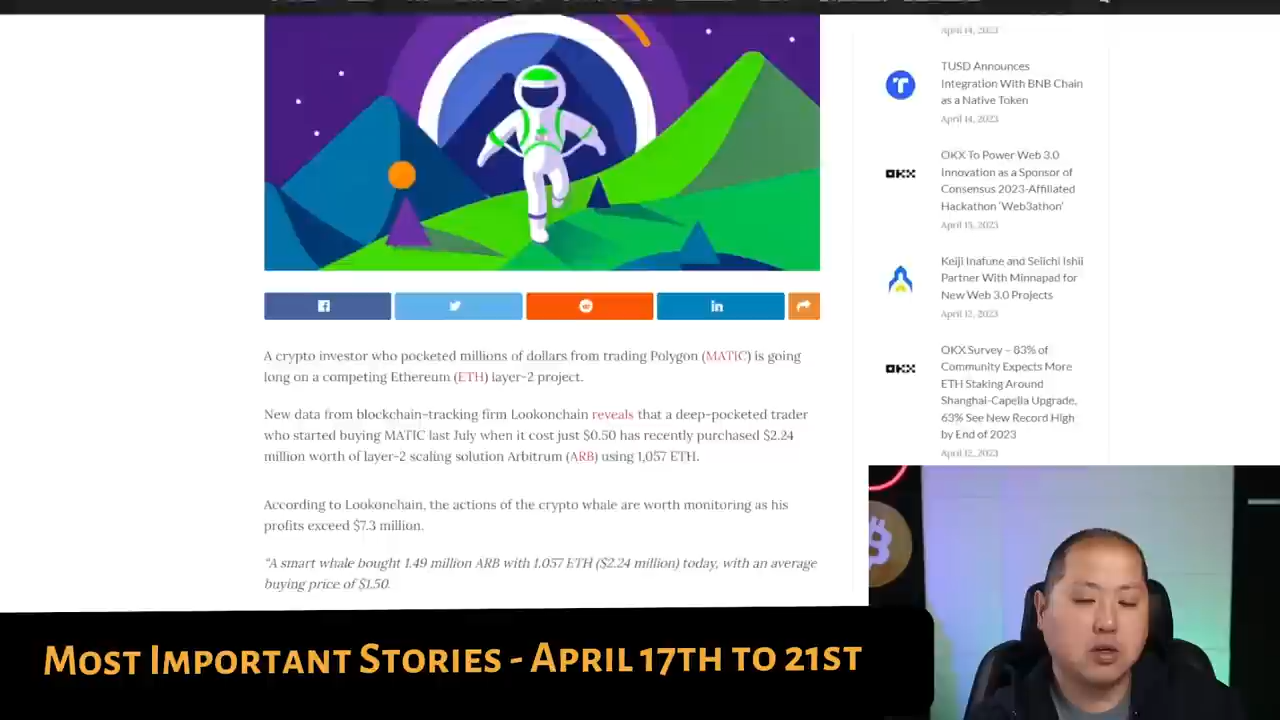 A crypto investor who pocketed millions of dollars from trading Polygon (MATIC) is going
long on a competing Ethereum (ETH) layer-2 project.
New data from blockchain-tracking firm Lookonchain reveals that a deep-pocketed trader
who started buying MATIC last July when it cost just $0.50 has recently purchased $2.24
million worth of layer-2 scaling solution Arbitrum (ARB) using 1,057 ETH.
According to Lookonchain, the actions of the crypto whale are worth monitoring as his
profits exceed $7.3 million.
“A smart whale bought 1.49 million ARB with 1,057 ETH ($2.24 million) today, with an average
buying price of $1.50.
April 14, 2023
TUSD Announces
Integration With BNB Chain
as a Native Token
April 14, 2023
OKX
OKX To Power Web 3.0
Innovation as a Sponsor of
Consensus 2023-Affiliated
Hackathon ‘Web3athon’
April 13, 2023
Keiji Inafune and Seiichi Ishii
Partner With Minnapad for
New Web 3.0 Projects
April 12, 2023
OKX
OKX Survey – 83% of
Community Expects More
ETH Staking Around
Shanghai-Capella Upgrade,
63% See New Record High
by End of 2023
April 12, 2023
Most Important Stories - April 17th to 21st